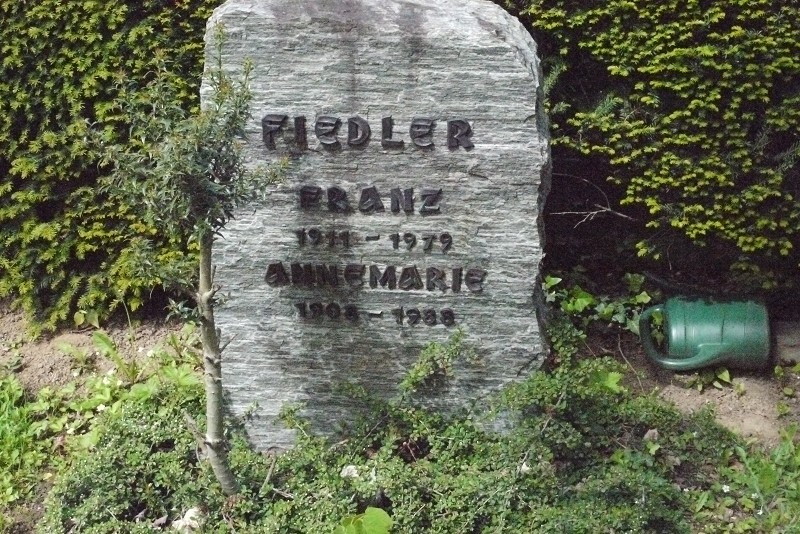 FIEDLER
FRANZ
1911 - 1979
ANNEMARIE
1908 - 1988